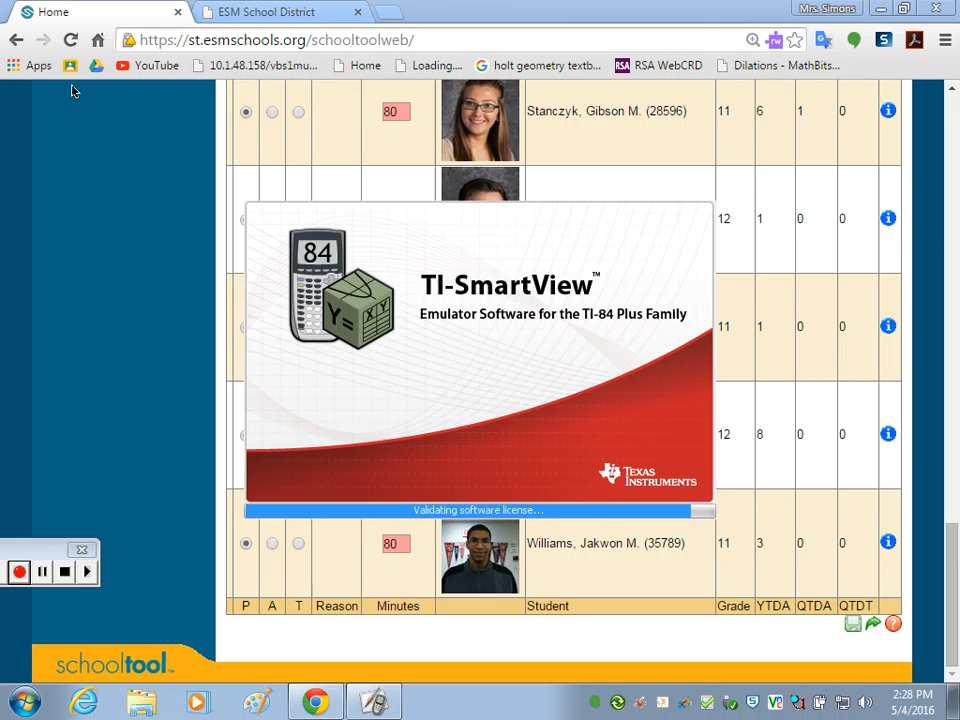 Home
ESM School District
Mrs. Simons
https://st.esmschools.org/schooltoolweb/
Apps
YouTube
10.1.48.158/vbs1mu...
Home
Loading....
holt geometry textb...
RSA WebCRD
Dilations - MathBits...
80 Stanczyk, Gibson M. (28596) 11 6 1 0
12 1 0 0
11 1 0 0
12 8 0 0
84
Y=
X Y
TI-SmartView™
Emulator Software for the TI-84 Plus Family
TEXAS
INSTRUMENTS
Validating software license...
80 Williams, Jakwon M. (35789) 11 3 0 0
P A T Reason Minutes Student Grade YTDA QTDA QTDT
schooltool™
2:28 PM
5/4/2016